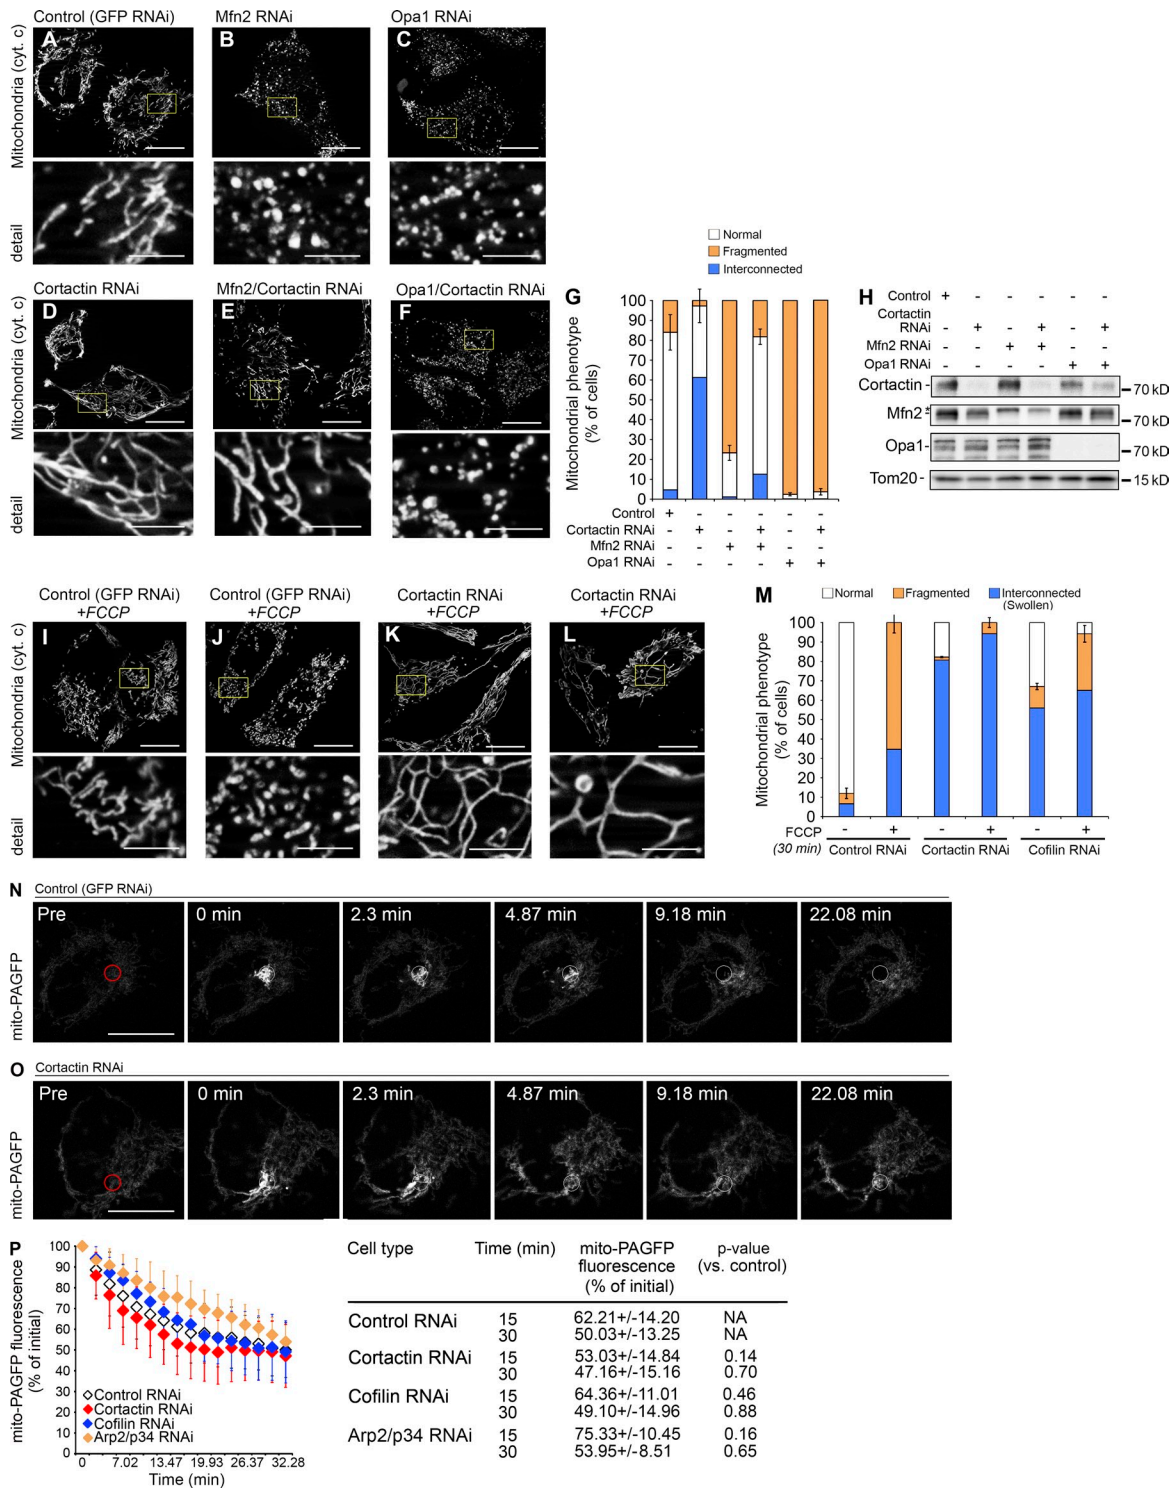 Control (GFP RNAi)
Mfn2 RNAi
Opa1 RNAi
Mitochondria (cyt. c)
A
B
C
detail
Cortactin RNAi
Mfn2/Cortactin RNAi
Opa1/Cortactin RNAi
Mitochondria (cyt. c)
D
E
F
detail
Normal
Fragmented
Interconnected
G
Mitochondrial phenotype
(% of cells)
100
90
80
70
60
50
40
30
20
10
0
Control + - - - - -
Cortactin RNAi - + - + - +
Mfn2 RNAi - - + + - -
Opa1 RNAi - - - - + +
H
Control + - - - - -
Cortactin
RNAi - + - + - +
Mfn2 RNAi - - + + - -
Opa1 RNAi - - - - + +
Cortactin - 70 kD
Mfn2 *- 70 kD
Opa1- 70 kD
Tom20 - 15 kD
Control (GFP RNAi)
+FCCP
Control (GFP RNAi)
+FCCP
Cortactin RNAi
+FCCP
Cortactin RNAi
+FCCP
Mitochondria (cyt. c)
I
J
K
L
detail
M
Normal
Fragmented
Interconnected
(Swollen)
Mitochondrial phenotype
(% of cells)
100
90
80
70
60
50
40
30
20
10
0
FCCP - + - + - +
(30 min) Control RNAi Cortactin RNAi Cofilin RNAi
N Control (GFP RNAi)
mito-PAGFP
Pre 0 min 2.3 min 4.87 min 9.18 min 22.08 min
O Cortactin RNAi
mito-PAGFP
Pre 0 min 2.3 min 4.87 min 9.18 min 22.08 min
P
mito-PAGFP fluorescence
(% of initial)
100
90
80
70
60
50
40
30
20
10
0
Control RNAi
Cortactin RNAi
Cofilin RNAi
Arp2/p34 RNAi
0 7.02 13.47 19.93 26.37 32.28
Time (min)
Cell type Time (min) mito-PAGFP fluorescence (% of initial) p-value (vs. control)
Control RNAi 15 62.21+/-14.20 NA
30 50.03+/-13.25 NA
Cortactin RNAi 15 53.03+/-14.84 0.14
30 47.16+/-15.16 0.70
Cofilin RNAi 15 64.36+/-11.01 0.46
30 49.10+/-14.96 0.88
Arp2/p34 RNAi 15 75.33+/-10.45 0.16
30 53.95+/-8.51 0.65